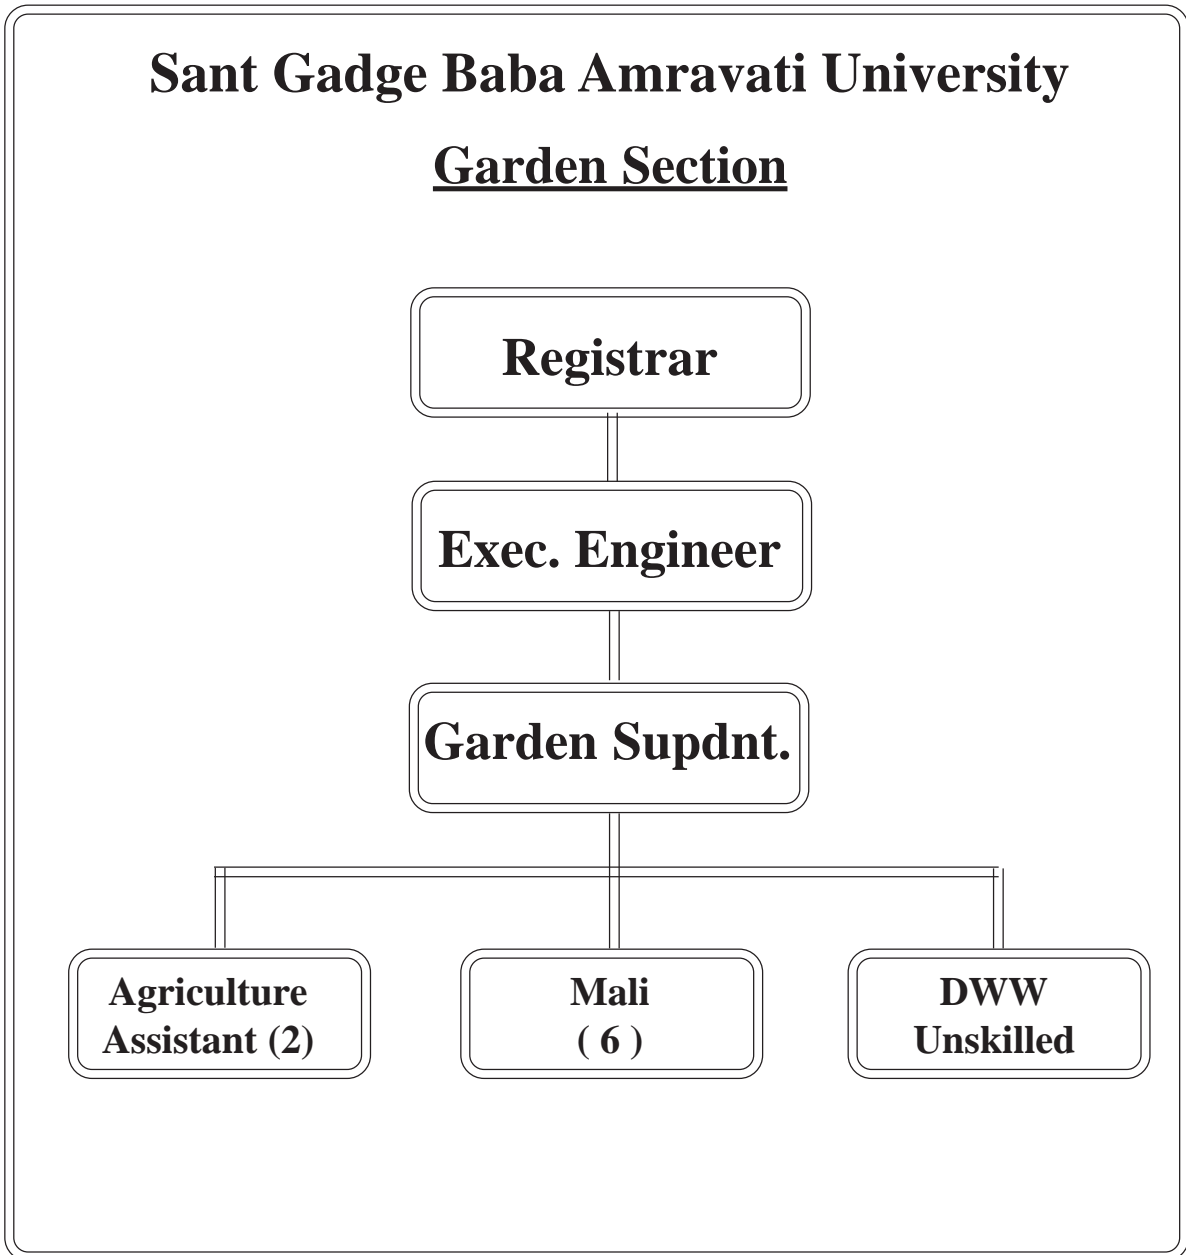 Sant Gadge Baba Amravati University
Garden Section
Registrar
Exec. Engineer
Garden Supdnt.
Agriculture
Assistant (2)
Mali
( 6 )
DWW
Unskilled